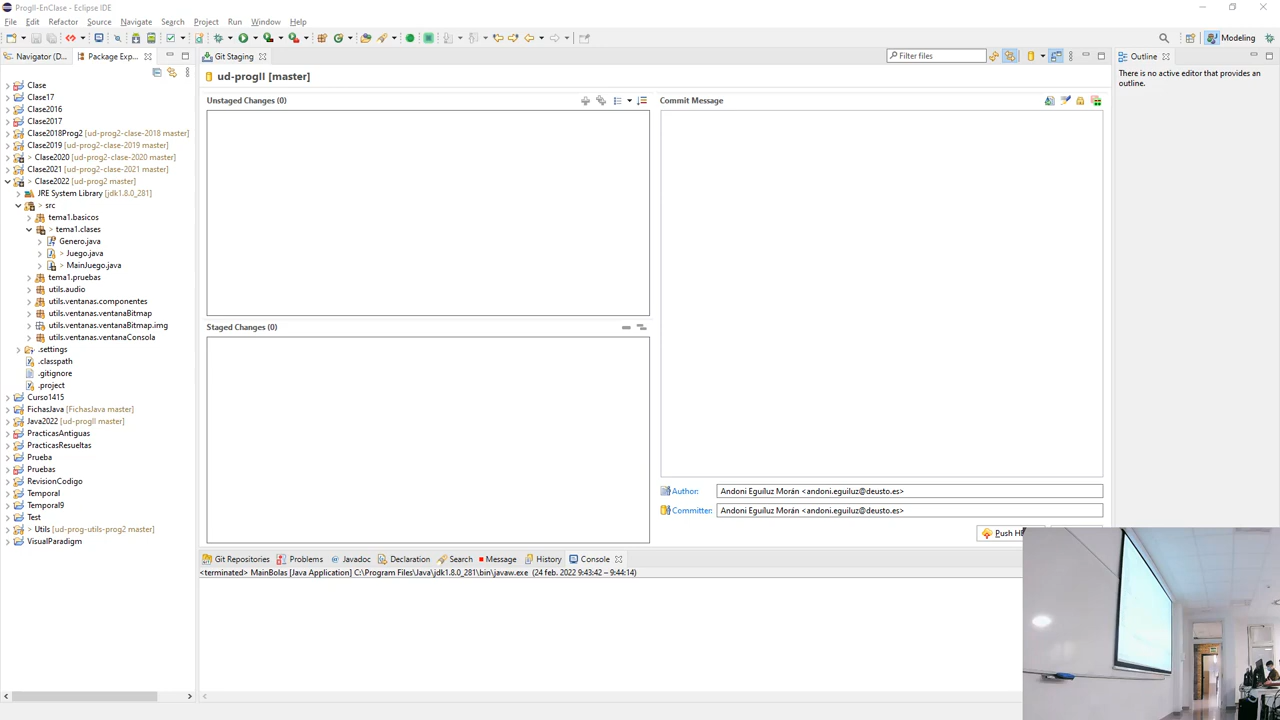 ProgII-EnClase - Eclipse IDE
File Edit Refactor Source Navigate Search Project Run Window Help
Modeling
Navigator (D...
Package Exp...
Git Staging
Filter files
Outline
There is no active editor that provides an
outline.
ud-progII [master]
Unstaged Changes (0)
Commit Message
Clase
Clase17
Clase2016
Clase2017
Clase2018Prog2 [ud-prog2-clase-2018 master]
Clase2019 [ud-prog2-clase-2019 master]
> Clase2020 [ud-prog2-clase-2020 master]
Clase2021 [ud-prog2-clase-2021 master]
> Clase2022 [ud-prog2 master]
JRE System Library [jdk1.8.0_281]
> src
tema1.basicos
> tema1.clases
Genero.java
> Juego.java
> MainJuego.java
tema1.pruebas
utils.audio
utils.ventanas.componentes
utils.ventanas.ventanaBitmap
utils.ventanas.ventanaBitmap.img
utils.ventanas.ventanaConsola
.settings
.classpath
.gitignore
.project
Curso1415
FichasJava [FichasJava master]
Java2022 [ud-progII master]
PracticasAntiguas
PracticasResueltas
Prueba
Pruebas
RevisionCodigo
Temporal
Temporal9
Test
> Utils [ud-prog-utils-prog2 master]
VisualParadigm
Staged Changes (0)
Author:
Andoni Eguíluz Morán <andoni.eguiluz@deusto.es>
Committer:
Andoni Eguíluz Morán <andoni.eguiluz@deusto.es>
Push HE
Git Repositories Problems Javadoc Declaration Search Message History Console
<terminated> MainBolas [Java Application] C:\Program Files\Java\jdk1.8.0_281\bin\javaw.exe (24 feb. 2022 9:43:42 – 9:44:14)